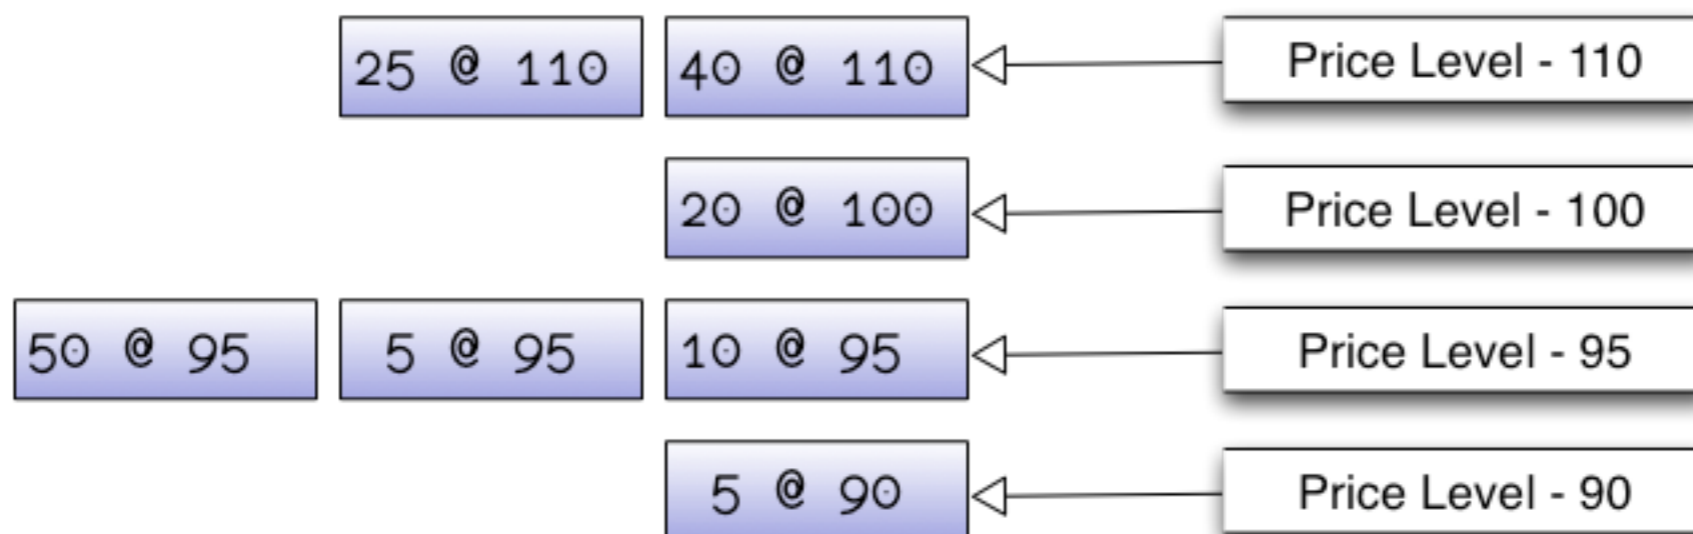 25 @ 110 40 @ 110 Price Level - 110
20 @ 100 Price Level - 100
50 @ 95 5 @ 95 10 @ 95 Price Level - 95
5 @ 90 Price Level - 90